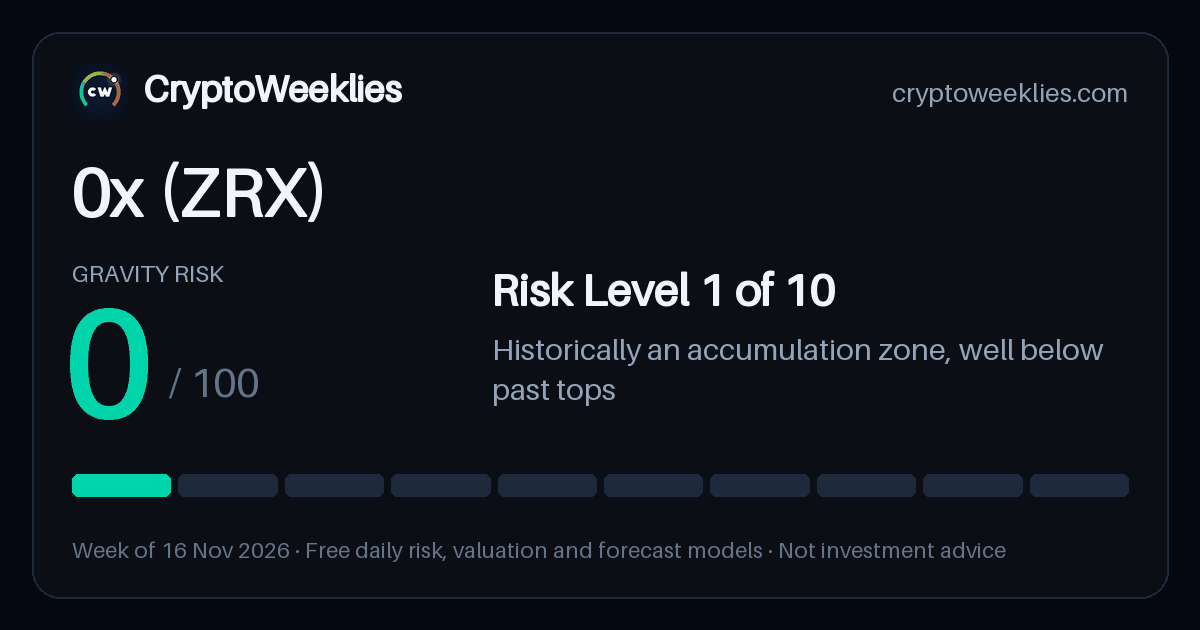 CW
CryptoWeeklies
cryptoweeklies.com
0x (ZRX)
GRAVITY RISK
0 / 100
Risk Level 1 of 10
Historically an accumulation zone, well below
past tops
Week of 16 Nov 2026 · Free daily risk, valuation and forecast models · Not investment advice